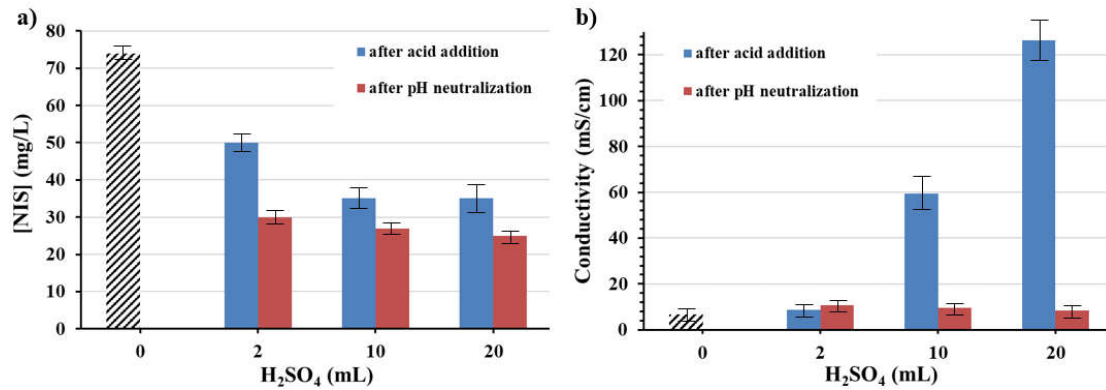 a)
80
70
60
50
40
30
20
10
0
[NIS] (mg/L)
after acid addition
after pH neutralization
0 2 10 20
H₂SO₄ (mL)
b)
120
100
80
60
40
20
0
Conductivity (mS/cm)
after acid addition
after pH neutralization
0 2 10 20
H₂SO₄ (mL)